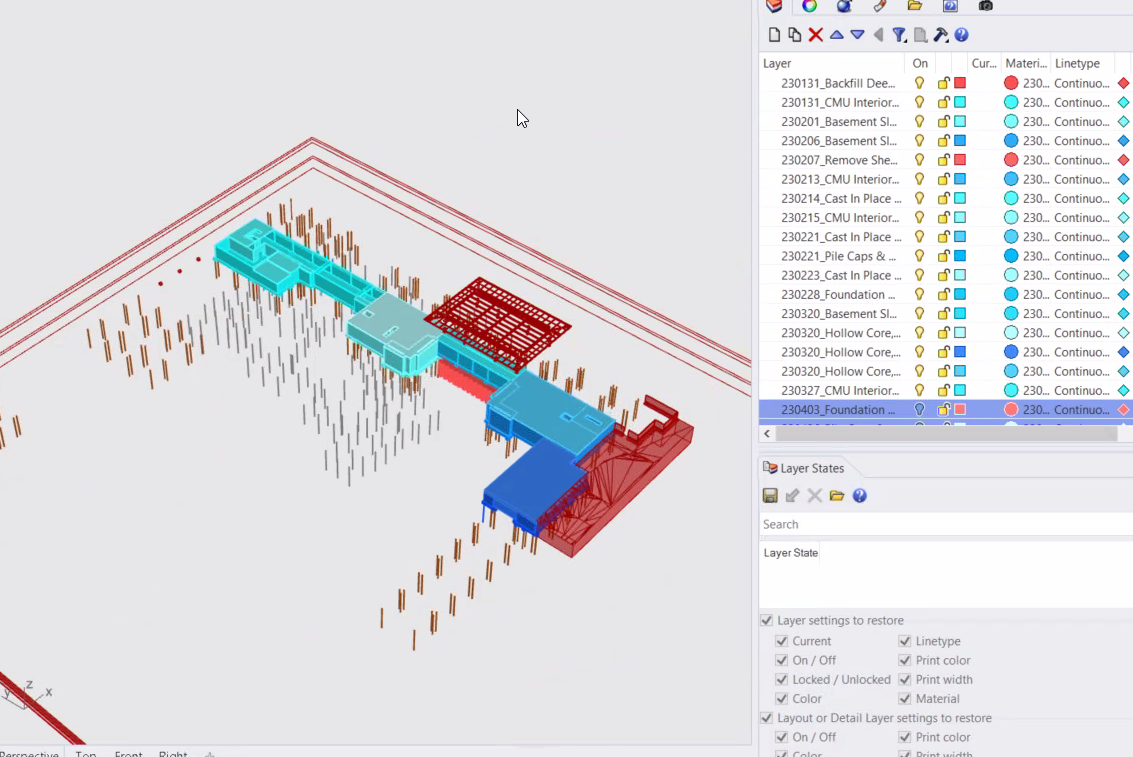 Layer On Cur... Materi... Linetype
230131_Backfill Dee... 230... Continuo...
230131_CMU Interior... 230... Continuo...
230201_Basement Sl... 230... Continuo...
230206_Basement Sl... 230... Continuo...
230207_Remove She... 230... Continuo...
230213_CMU Interior... 230... Continuo...
230214_Cast In Place ... 230... Continuo...
230215_CMU Interior... 230... Continuo...
230221_Cast In Place ... 230... Continuo...
230221_Pile Caps & ... 230... Continuo...
230223_Cast In Place ... 230... Continuo...
230228_Foundation ... 230... Continuo...
230320_Basement Sl... 230... Continuo...
230320_Hollow Core,... 230... Continuo...
230320_Hollow Core,... 230... Continuo...
230320_Hollow Core,... 230... Continuo...
230327_CMU Interior... 230... Continuo...
230403_Foundation ... 230... Continuo...
Layer States
Search
Layer State
Layer settings to restore
Current Linetype
On / Off Print color
Locked / Unlocked Print width
Color Material
Layout or Detail Layer settings to restore
On / Off Print color
Color Print width
z
y x
Perspective Top Front Right